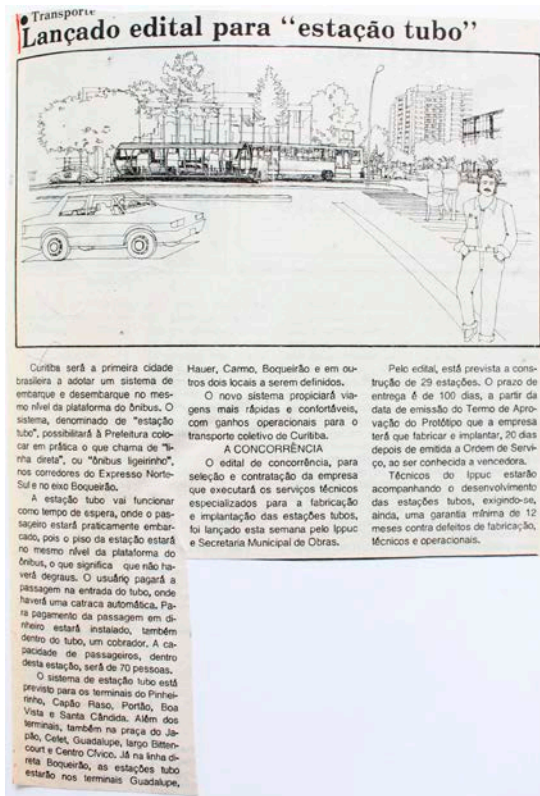 Transporte
Lançado edital para “estação tubo”
Curitiba será a primeira cidade
brasileira a adotar um sistema de
embarque e desembarque no mes-
mo nível da plataforma do ônibus. O
sistema, denominado de "estação
tubo", possibilitará à Prefeitura colo-
car em prática o que chama de "li-
nha direta", ou "ônibus ligeirinho",
nos corredores do Expresso Norte-
Sul e no eixo Boqueirão.
A estação tubo vai funcionar
como tempo de espera, onde o pas-
sageiro estará praticamente embar-
cado, pois o piso da estação estará
no mesmo nível da plataforma do
ônibus, o que significa que não ha-
verá degraus. O usuário pagará a
passagem na entrada do tubo, onde
haverá uma catraca automática. Pa-
ra pagamento da passagem em di-
nheiro estará instalado, também
dentro do tubo, um cobrador. A ca-
pacidade de passageiros, dentro
desta estação, será de 70 pessoas.
O sistema de estação tubo está
previsto para os terminais do Pinhei-
rinho, Capão Raso, Portão, Boa
Vista e Santa Cândida. Além dos
terminais, também na praça do Ja-
pão, Celet, Guadalupe, largo Bitten-
court e Centro Cívico. Já na linha di-
reta Boqueirão, as estações tubo
estarão nos terminais Guadalupe,
Hauer, Carmo, Boqueirão e em ou-
tros dois locais a serem definidos.
O novo sistema propiciará via-
gens mais rápidas e confortáveis,
com ganhos operacionais para o
transporte coletivo de Curitiba.
A CONCORRÊNCIA
O edital de concorrência, para
seleção e contratação da empresa
que executará os serviços técnicos
especializados para a fabricação
e implantação das estações tubos,
foi lançado esta semana pelo Ippuc
e Secretaria Municipal de Obras.
Pelo edital, está prevista a cons-
trução de 29 estações. O prazo de
entrega é de 100 dias, a partir da
data de emissão do Termo de Apro-
vação do Protótipo que a empresa
terá que fabricar e implantar, 20 dias
depois de emitida a Ordem de Servi-
ço, ao ser conhecida a vencedora.
Técnicos do Ippuc estarão
acompanhando o desenvolvimento
das estações tubos, exigindo-se,
ainda, uma garantia mínima de 12
meses contra defeitos de fabricação,
técnicos e operacionais.